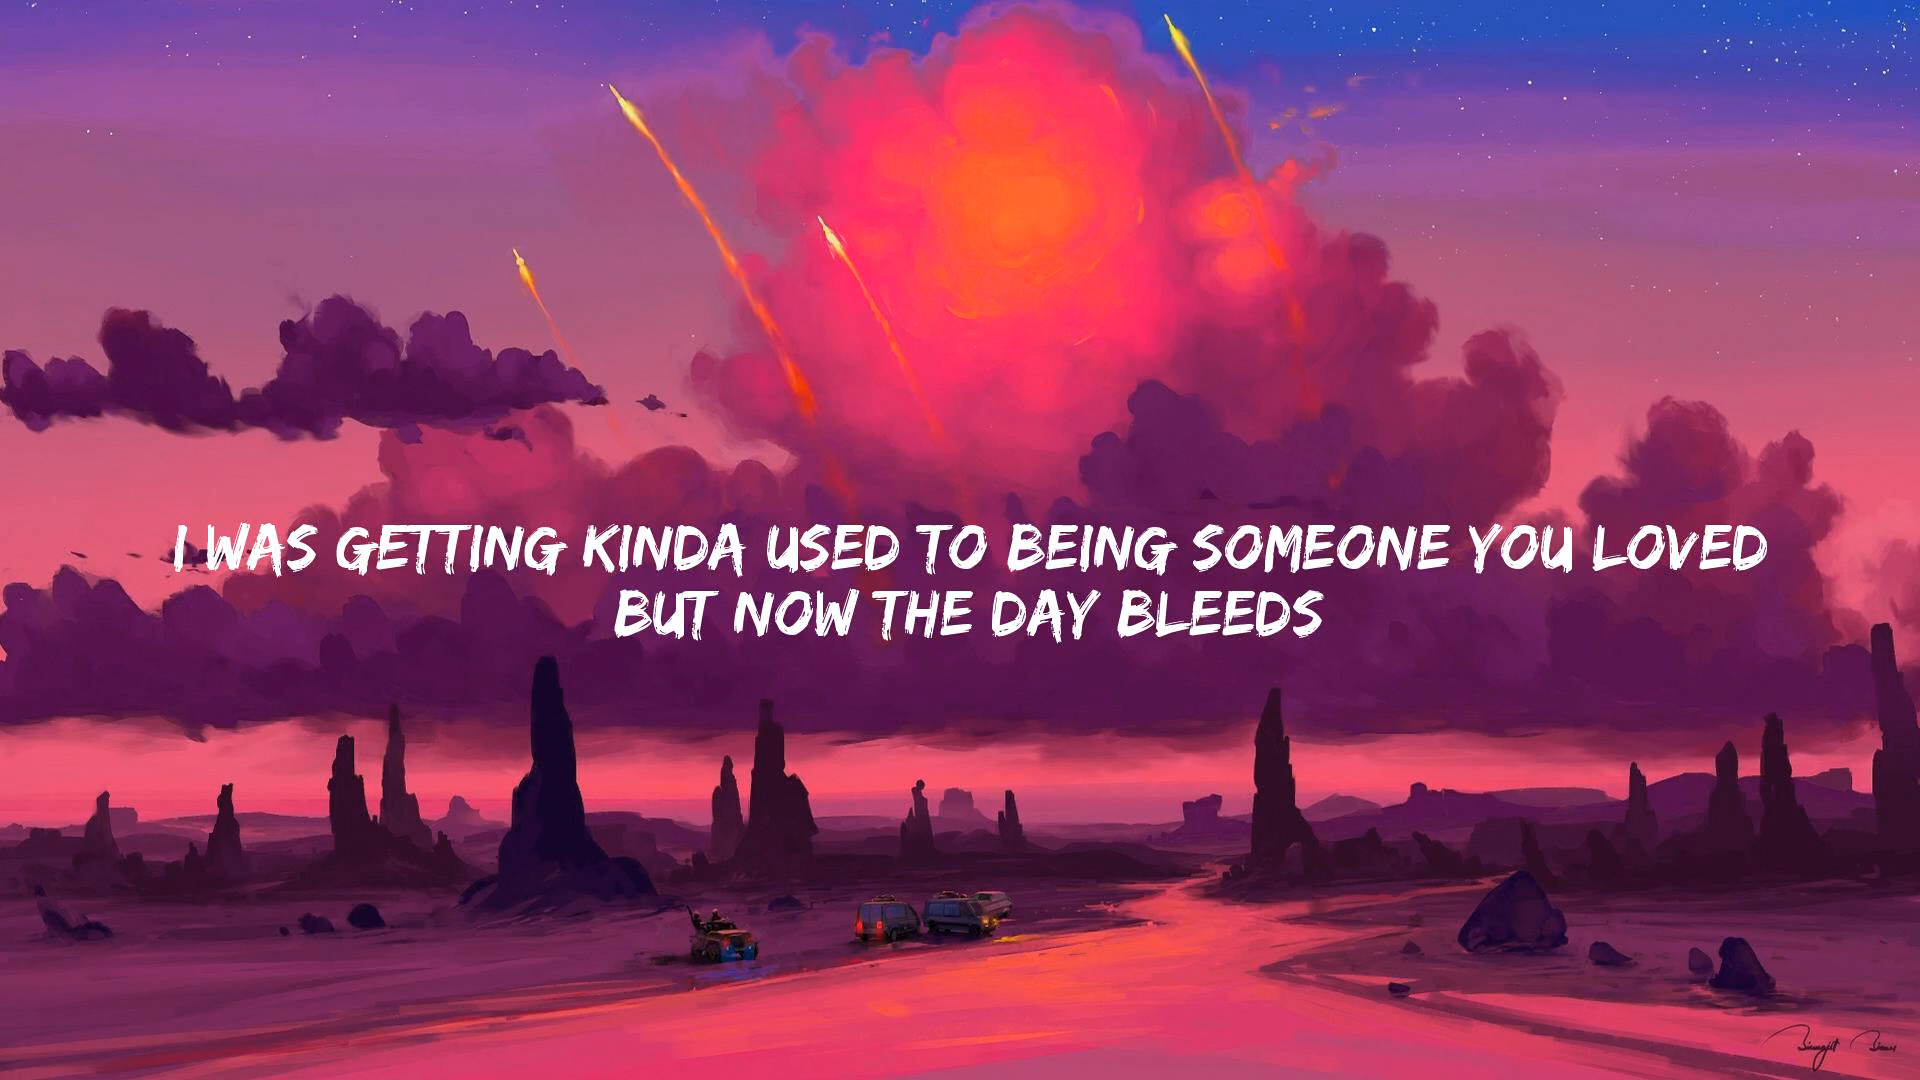 I WAS GETTING KINDA USED TO BEING SOMEONE YOU LOVED
BUT NOW THE DAY BLEEDS